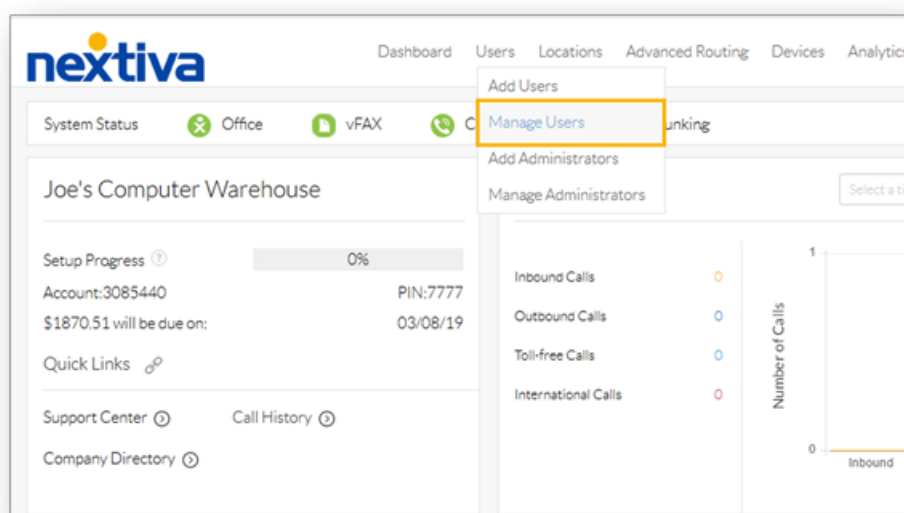 nextiva
Dashboard Users Locations Advanced Routing Devices Analytics
Add Users
Manage Users
Add Administrators
Manage Administrators
System Status Office vFAX C unking
Joe's Computer Warehouse
Select a ti
Setup Progress ? 0%
Account:3085440 PIN:7777
$1870.51 will be due on: 03/08/19
Quick Links
Support Center Call History
Company Directory
Inbound Calls 0
Outbound Calls 0
Toll-free Calls 0
International Calls 0
Number of Calls
1
0
Inbound